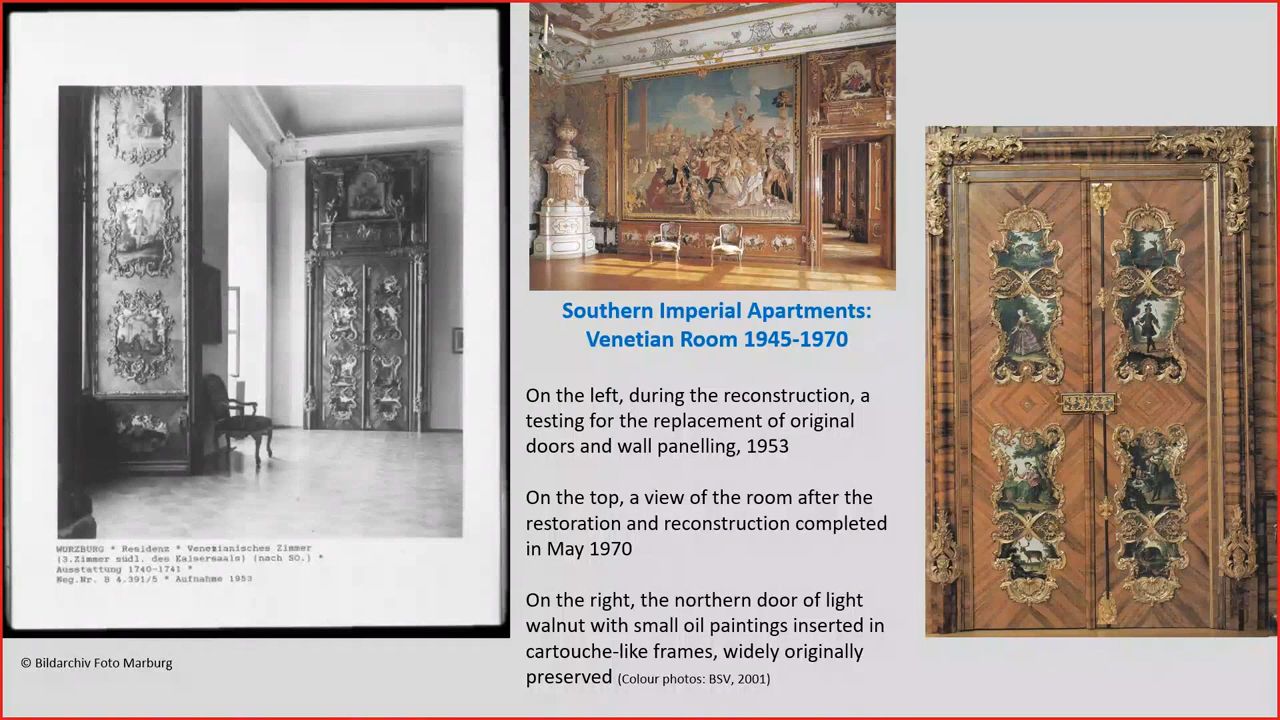 WURZBURG * Residenz * Venezianisches Zimmer
(3.Zimmer südl. des Kaisersaals) (nach SO.) *
Ausstattung 1740-1741 *
Neg.Nr. B 4.391/5 * Aufnahme 1953
© Bildarchiv Foto Marburg
Southern Imperial Apartments:
Venetian Room 1945-1970
On the left, during the reconstruction, a
testing for the replacement of original
doors and wall panelling, 1953
On the top, a view of the room after the
restoration and reconstruction completed
in May 1970
On the right, the northern door of light
walnut with small oil paintings inserted in
cartouche-like frames, widely originally
preserved (Colour photos: BSV, 2001)